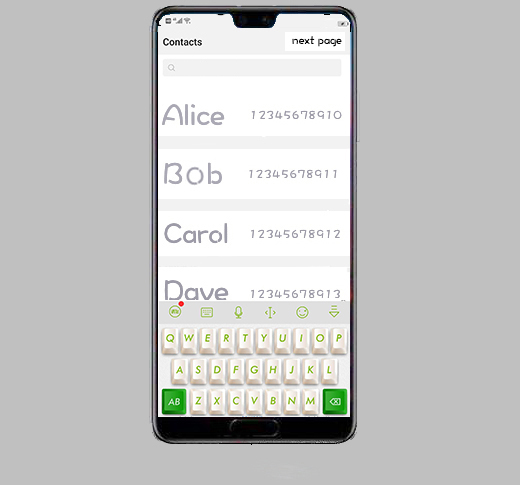 Contacts next page
Alice 12345678910
Bob 12345678911
Carol 12345678912
Dave 12345678913
Q W E R T Y U I O P
A S D F G H J K L
AB Z X C V B N M